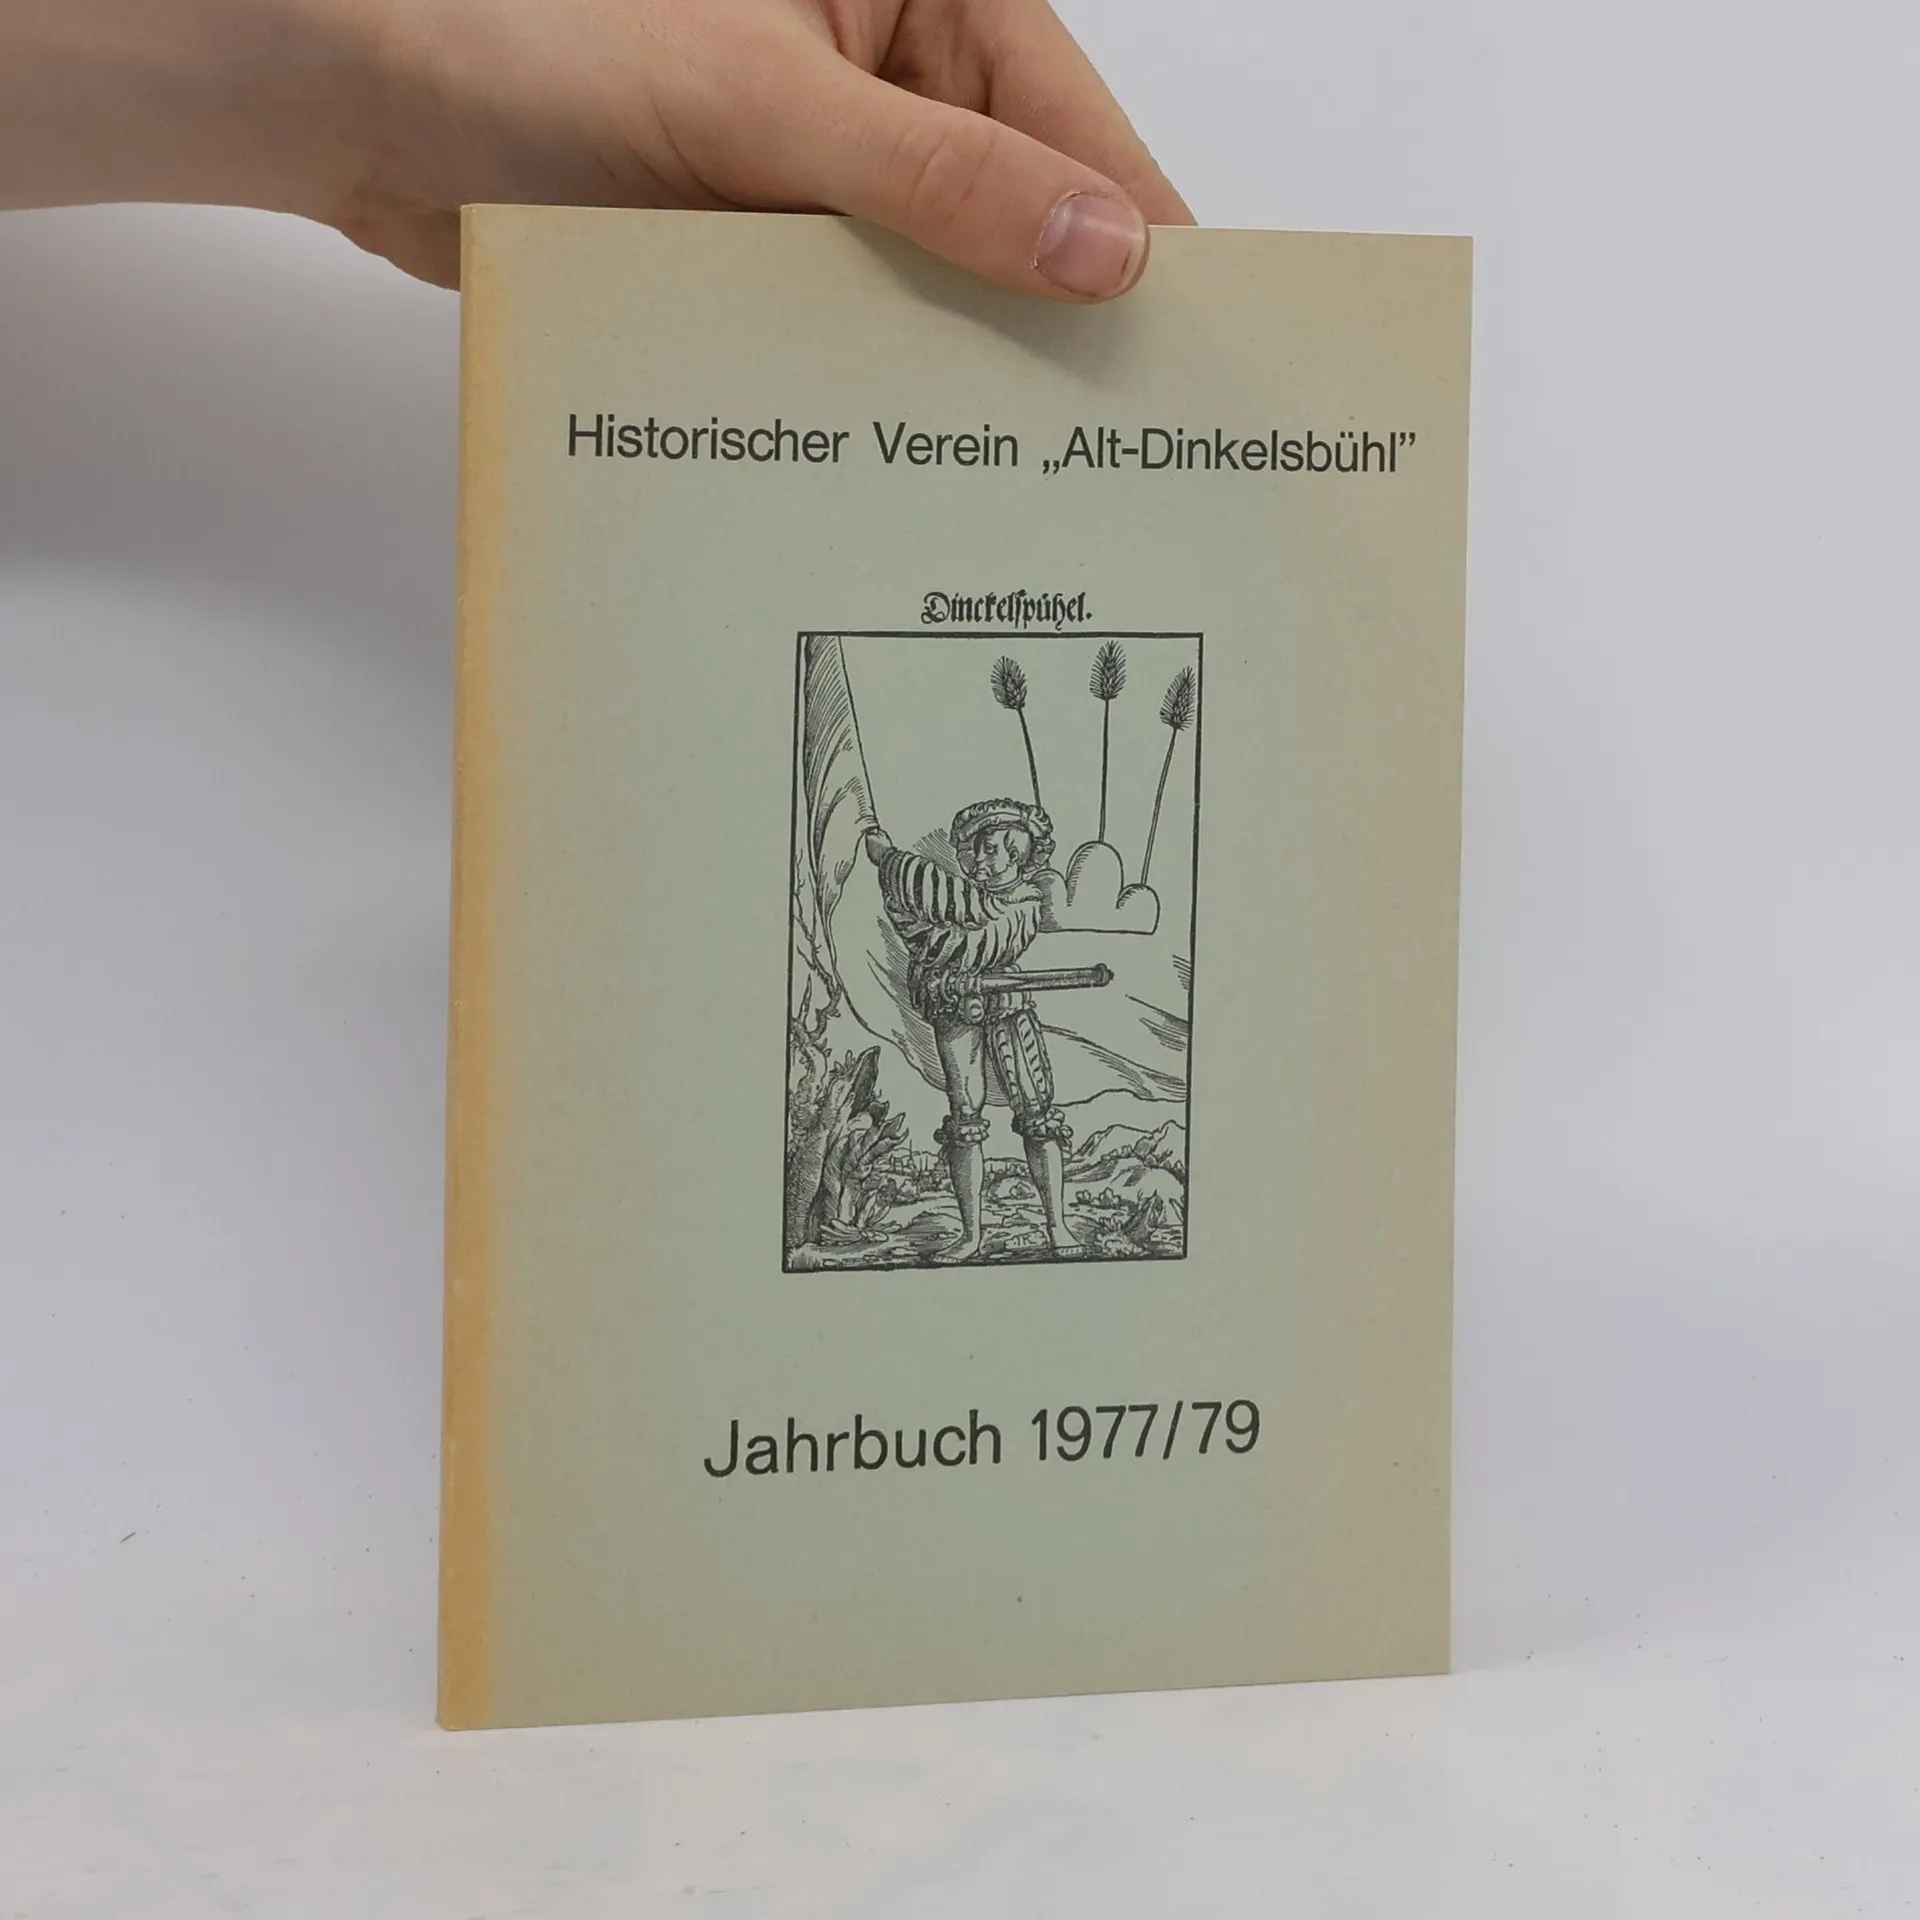 Historischer Verein „Alt-Dinkelsbühl”
Dinckelſpühel.
Jahrbuch 1977/79